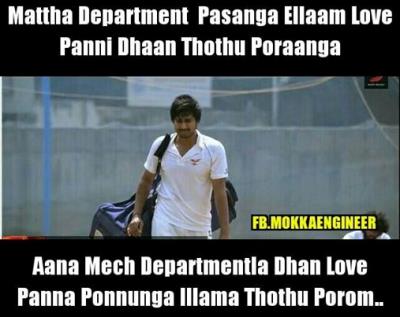 Mattha Department Pasanga Ellaam Love
Panni Dhaan Thothu Poraanga
FB.MOKKAENGINEER
Aana Mech Departmentla Dhan Love
Panna Ponnunga Illama Thothu Porom..